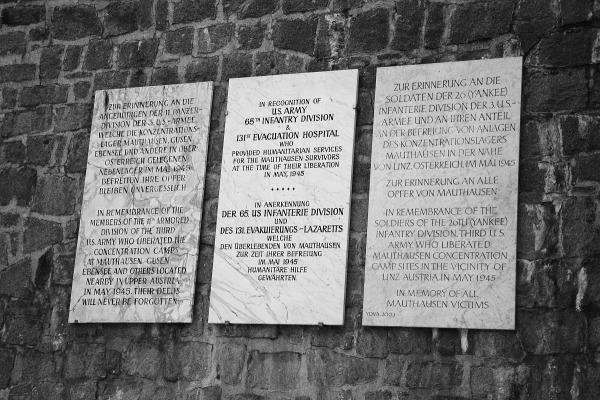 ZUR ERINNERUNG AN DIE
ANGEHÖRIGEN DER 11 PANZER-
DIVISION DER 3. U.S.-ARMEE,
WELCHE DIE KONZENTRATIONS-
LAGER MAUTHAUSEN, GUSEN,
EBENSEE UND ANDERE IN OBER-
ÖSTERREICH GELEGENEN
NEBENLAGER IM MAI 1945
BEFREITEN. IHRE OPFER
BLEIBEN UNVERGESSLICH.
IN REMEMBRANCE OF THE
MEMBERS OF THE 11th ARMORED
DIVISION OF THE THIRD
U.S. ARMY WHO LIBERATED THE
CONCENTRATION CAMPS
AT MAUTHAUSEN, GUSEN,
EBENSEE AND OTHERS LOCATED
NEARBY IN UPPER AUSTRIA
IN MAY 1945. THEIR DEEDS
WILL NEVER BE FORGOTTEN.
IN RECOGNITION OF
U.S. ARMY
65TH INFANTRY DIVISION
&
131ST EVACUATION HOSPITAL
WHO
PROVIDED HUMANITARIAN SERVICES
FOR THE MAUTHAUSEN SURVIVORS
AT THE TIME OF THEIR LIBERATION
IN MAY, 1945
* * * * *
IN ANERKENNUNG
DER 65. US INFANTERIE DIVISION
UND
DES 131. EVAKUIERUNGS-LAZARETTS
WELCHE
DEN ÜBERLEBENDEN VON MAUTHAUSEN
ZUR ZEIT IHRER BEFREIUNG
IM MAI 1945
HUMANITÄRE HILFE
GEWÄHRTEN.
ZUR ERINNERUNG AN DIE
SOLDATEN DER 26 (YANKEE)
INFANTERIE DIVISION DER 3. U.S.-
ARMEE UND AN IHREN ANTEIL
AN DER BEFREIUNG VON ANLAGEN
DES KONZENTRATIONSLAGERS
MAUTHAUSEN IN DER NÄHE
VON LINZ, ÖSTERREICH, IM MAI 1945
ZUR ERINNERUNG AN ALLE
OPFER VON MAUTHAUSEN
IN REMEMBRANCE OF THE
SOLDIERS OF THE 26TH (YANKEE)
INFANTRY DIVISION, THIRD U.S.
ARMY WHO LIBERATED
MAUTHAUSEN CONCENTRATION
CAMP SITES IN THE VICINITY OF
LINZ AUSTRIA IN MAY 1945
IN MEMORY OF ALL
MAUTHAUSEN VICTIMS
YDVA 2002